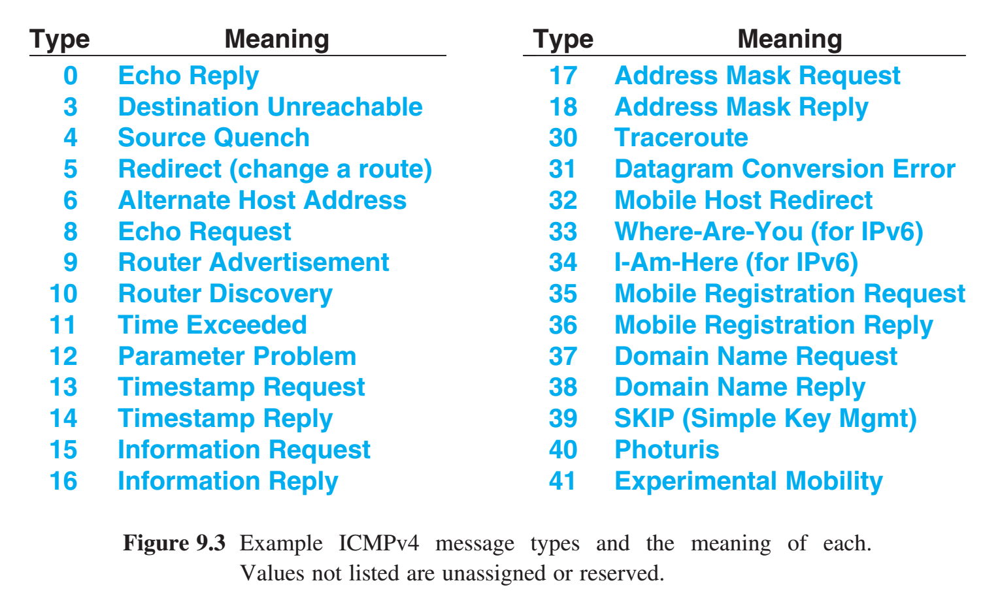 Type Meaning
0 Echo Reply
3 Destination Unreachable
4 Source Quench
5 Redirect (change a route)
6 Alternate Host Address
8 Echo Request
9 Router Advertisement
10 Router Discovery
11 Time Exceeded
12 Parameter Problem
13 Timestamp Request
14 Timestamp Reply
15 Information Request
16 Information Reply
Type Meaning
17 Address Mask Request
18 Address Mask Reply
30 Traceroute
31 Datagram Conversion Error
32 Mobile Host Redirect
33 Where-Are-You (for IPv6)
34 I-Am-Here (for IPv6)
35 Mobile Registration Request
36 Mobile Registration Reply
37 Domain Name Request
38 Domain Name Reply
39 SKIP (Simple Key Mgmt)
40 Photuris
41 Experimental Mobility
Figure 9.3 Example ICMPv4 message types and the meaning of each.
Values not listed are unassigned or reserved.